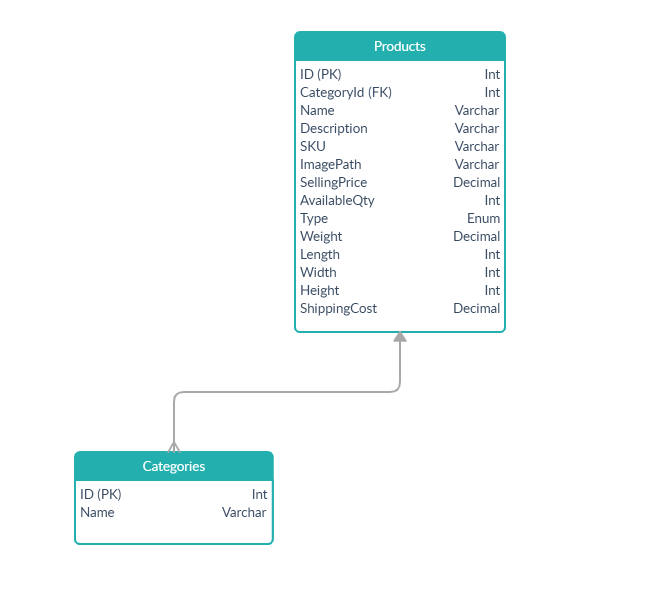 Products
ID (PK) Int
CategoryId (FK) Int
Name Varchar
Description Varchar
SKU Varchar
ImagePath Varchar
SellingPrice Decimal
AvailableQty Int
Type Enum
Weight Decimal
Length Int
Width Int
Height Int
ShippingCost Decimal
Categories
ID (PK) Int
Name Varchar